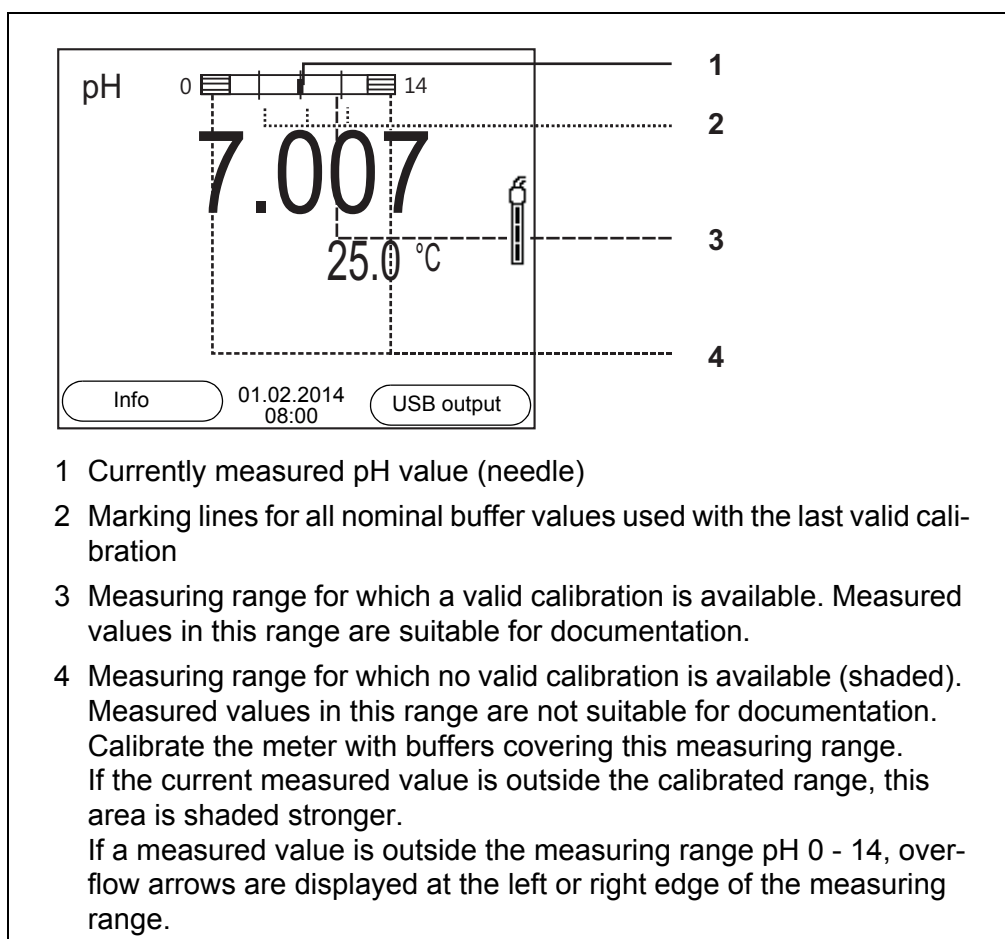 1
pH 0 14
2
7.007
3
25.0 °C
4
Info 01.02.2014 USB output
08:00
1 Currently measured pH value (needle)
2 Marking lines for all nominal buffer values used with the last valid cali-
bration
3 Measuring range for which a valid calibration is available. Measured
values in this range are suitable for documentation.
4 Measuring range for which no valid calibration is available (shaded).
Measured values in this range are not suitable for documentation.
Calibrate the meter with buffers covering this measuring range.
If the current measured value is outside the calibrated range, this
area is shaded stronger.
If a measured value is outside the measuring range pH 0 - 14, over-
flow arrows are displayed at the left or right edge of the measuring
range.